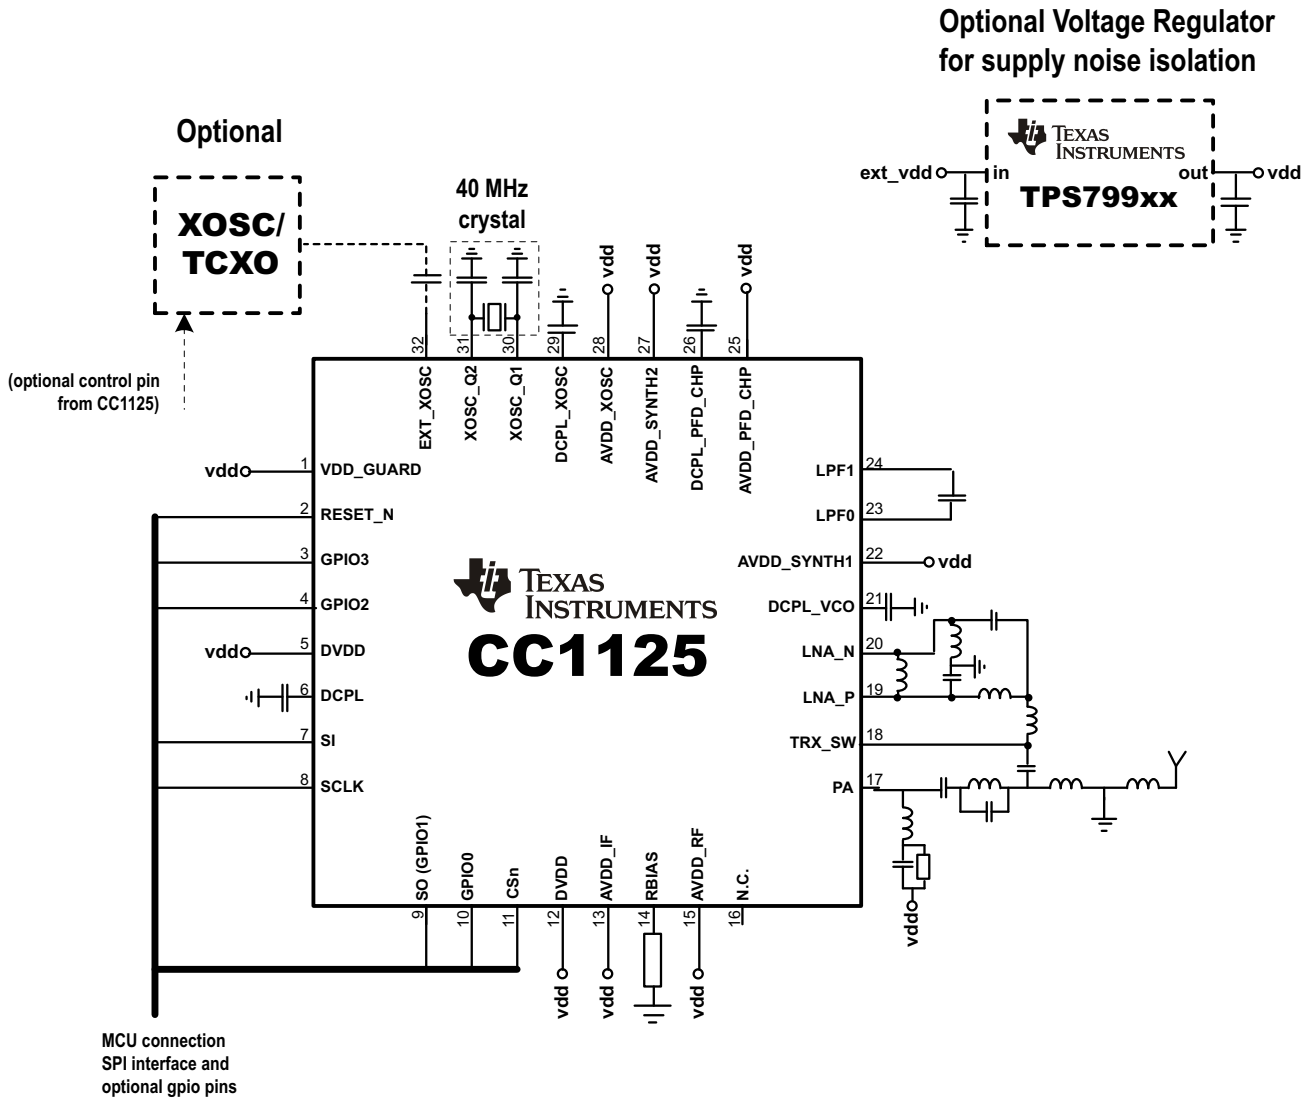 Optional Voltage Regulator
for supply noise isolation
TEXAS
INSTRUMENTS
ext_vdd
in
out
vdd
TPS799xx
Optional
XOSC/
TCXO
40 MHz
crystal
vdd
vdd
vdd
(optional control pin
from CC1125)
32
31
30
29
28
27
26
25
EXT_XOSC
XOSC_Q2
XOSC_Q1
DCPL_XOSC
AVDD_XOSC
AVDD_SYNTH2
DCPL_PFD_CHP
AVDD_PFD_CHP
vdd
1
VDD_GUARD
2
RESET_N
3
GPIO3
4
GPIO2
vdd
5
DVDD
6
DCPL
7
SI
8
SCLK
TEXAS
INSTRUMENTS
CC1125
LPF1
24
LPF0
23
AVDD_SYNTH1
22
vdd
DCPL_VCO
21
LNA_N
20
LNA_P
19
TRX_SW
18
PA
17
vdd
SO (GPIO1)
GPIO0
CSn
DVDD
AVDD_IF
RBIAS
AVDD_RF
N.C.
9
10
11
12
13
14
15
16
vdd
vdd
vdd
MCU connection
SPI interface and
optional gpio pins